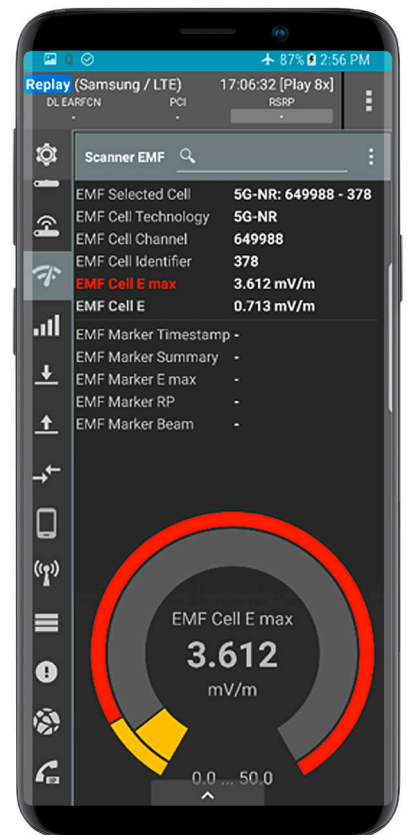 87% 2:56 PM
Replay (Samsung / LTE) 17:06:32 [Play 8x]
DL EARFCN PCI RSRP
- - -
Scanner EMF
EMF Selected Cell 5G-NR: 649988 - 378
EMF Cell Technology 5G-NR
EMF Cell Channel 649988
EMF Cell Identifier 378
EMF Cell E max 3.612 mV/m
EMF Cell E 0.713 mV/m
EMF Marker Timestamp -
EMF Marker Summary -
EMF Marker E max -
EMF Marker RP -
EMF Marker Beam -
EMF Cell E max
3.612
mV/m
0.0 ... 50.0